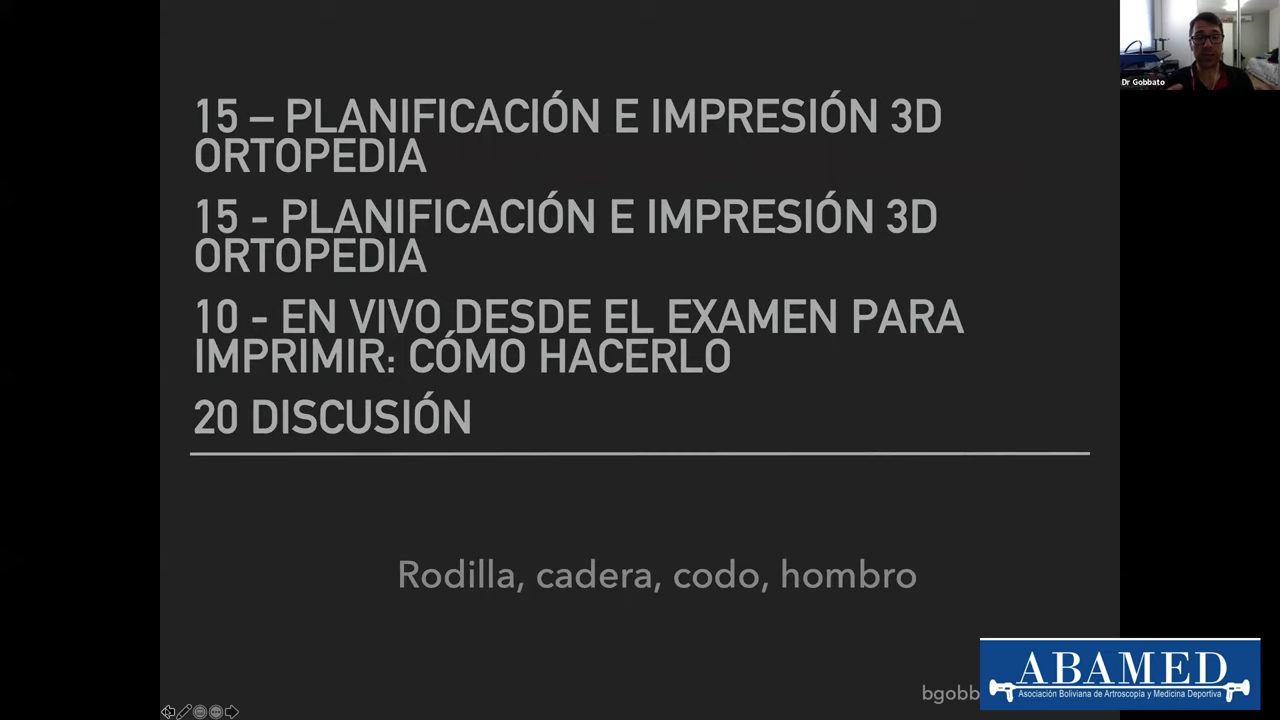 Dr Gobbato
15 – PLANIFICACIÓN E IMPRESIÓN 3D
ORTOPEDIA
15 - PLANIFICACIÓN E IMPRESIÓN 3D
ORTOPEDIA
10 - EN VIVO DESDE EL EXAMEN PARA
IMPRIMIR: CÓMO HACERLO
20 DISCUSIÓN
Rodilla, cadera, codo, hombro
bgobb
ABAMED
Asociación Boliviana de Artroscopía y Medicina Deportiva